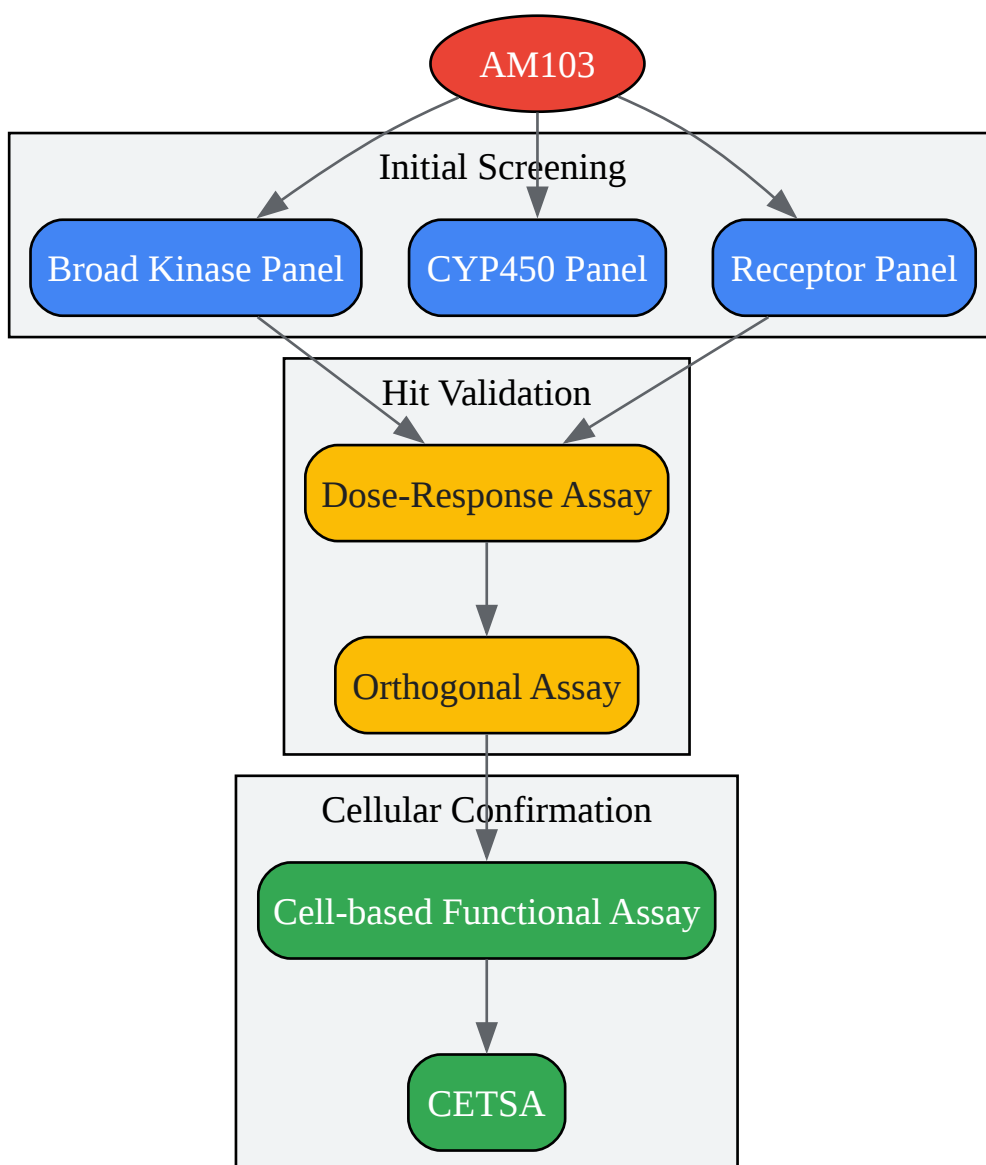 AM103
Initial Screening
Broad Kinase Panel
CYP450 Panel
Receptor Panel
Hit Validation
Dose-Response Assay
Orthogonal Assay
Cellular Confirmation
Cell-based Functional Assay
CETSA